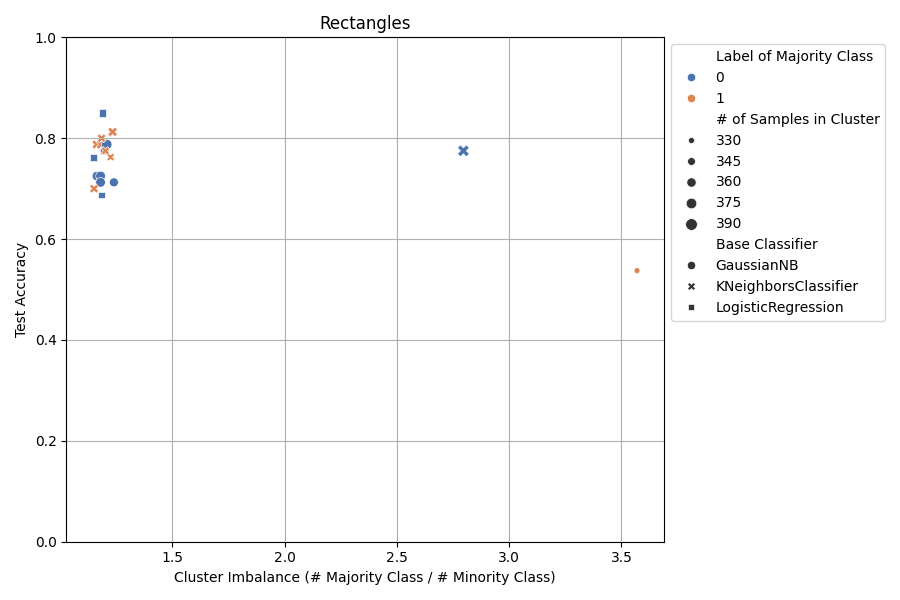 Rectangles
1.0
0.8
0.6
0.4
0.2
0.0
Test Accuracy
1.5
2.0
2.5
3.0
3.5
Cluster Imbalance (# Majority Class / # Minority Class)
Label of Majority Class
0
1
# of Samples in Cluster
330
345
360
375
390
Base Classifier
GaussianNB
KNeighborsClassifier
LogisticRegression